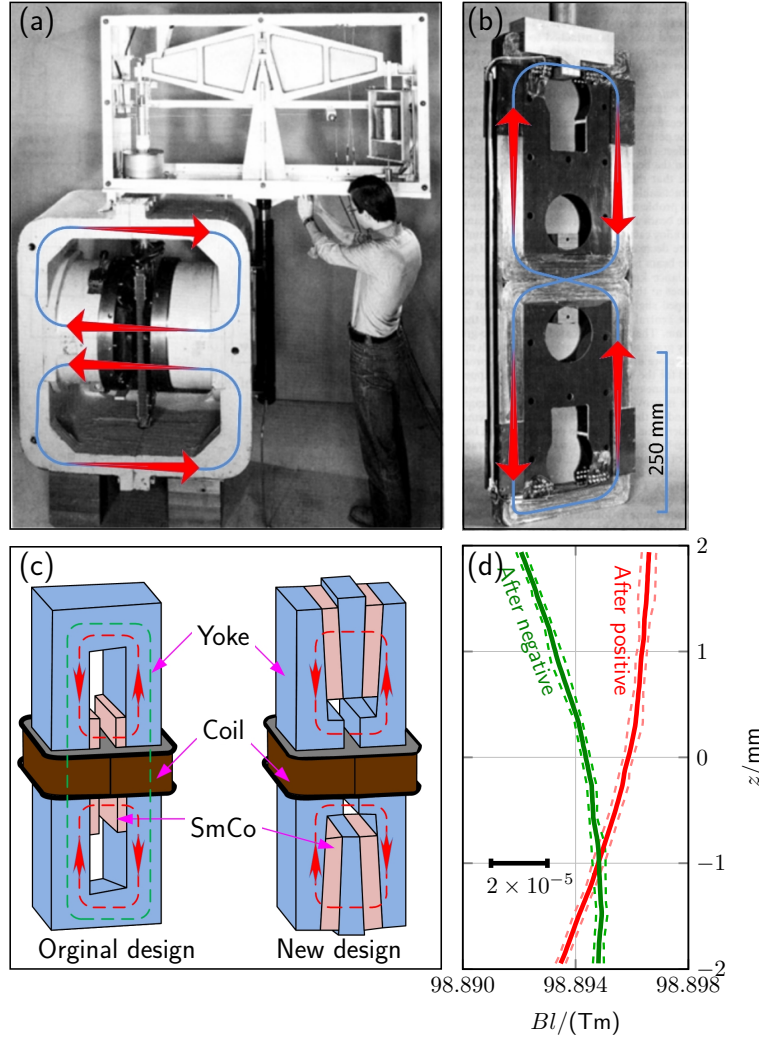 (a)
(b)
250 mm
(c)
Yoke
Coil
SmCo
Orginal design
New design
(d)
After negative
After positive
2 × 10⁻⁵
2
1
0
−1
−2
z/mm
98.890
98.894
98.898
Bl/(Tm)